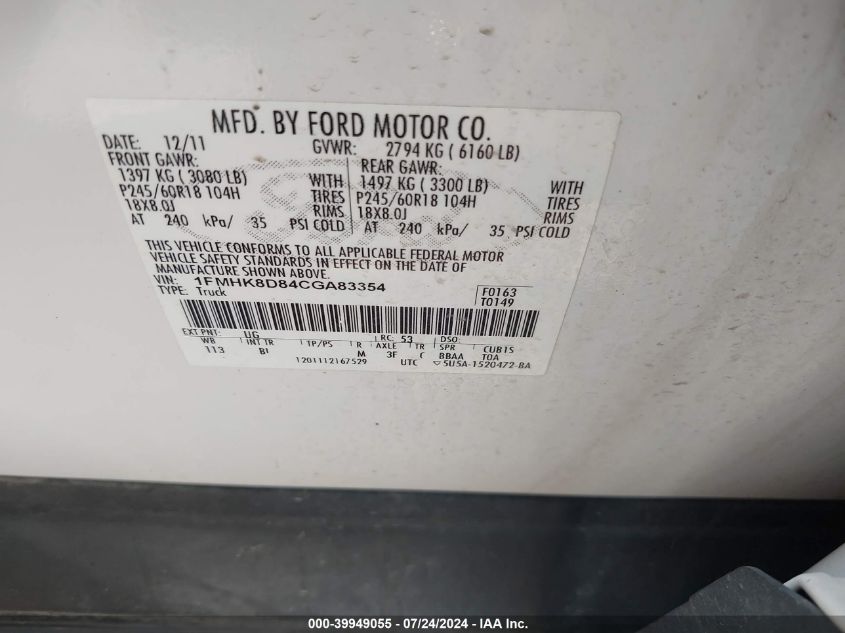 MFD. BY FORD MOTOR CO.
DATE: 12/11 GVWR: 2794 KG ( 6160 LB)
FRONT GAWR: REAR GAWR:
1397 KG ( 3080 LB) WITH 1497 KG ( 3300 LB) WITH
P245/60R18 104H TIRES P245/60R18 104H TIRES
18X8.0J RIMS 18X8.0J RIMS
AT 240 kPa/ 35 PSI COLD AT 240 kPa/ 35 PSI COLD
THIS VEHICLE CONFORMS TO ALL APPLICABLE FEDERAL MOTOR
VEHICLE SAFETY STANDARDS IN EFFECT ON THE DATE OF
MANUFACTURE SHOWN ABOVE.
VIN: 1FMHK8D84CGA83354 F0163
TYPE: Truck T0149
EXT PNT: UG RC: 53 DSO:
WB INT TR TP/PS R AXLE TR SPR CUB1S
113 BI M 3F C BBAA TOA
1201112167529 UTC ▽5U5A-1520472-BA
000-39949055 / 07/24/2024 - IAA Inc.